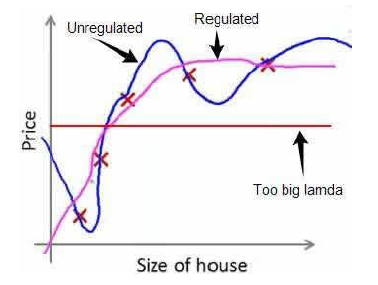 Unregulated
Regulated
Price
Too big lamda
Size of house